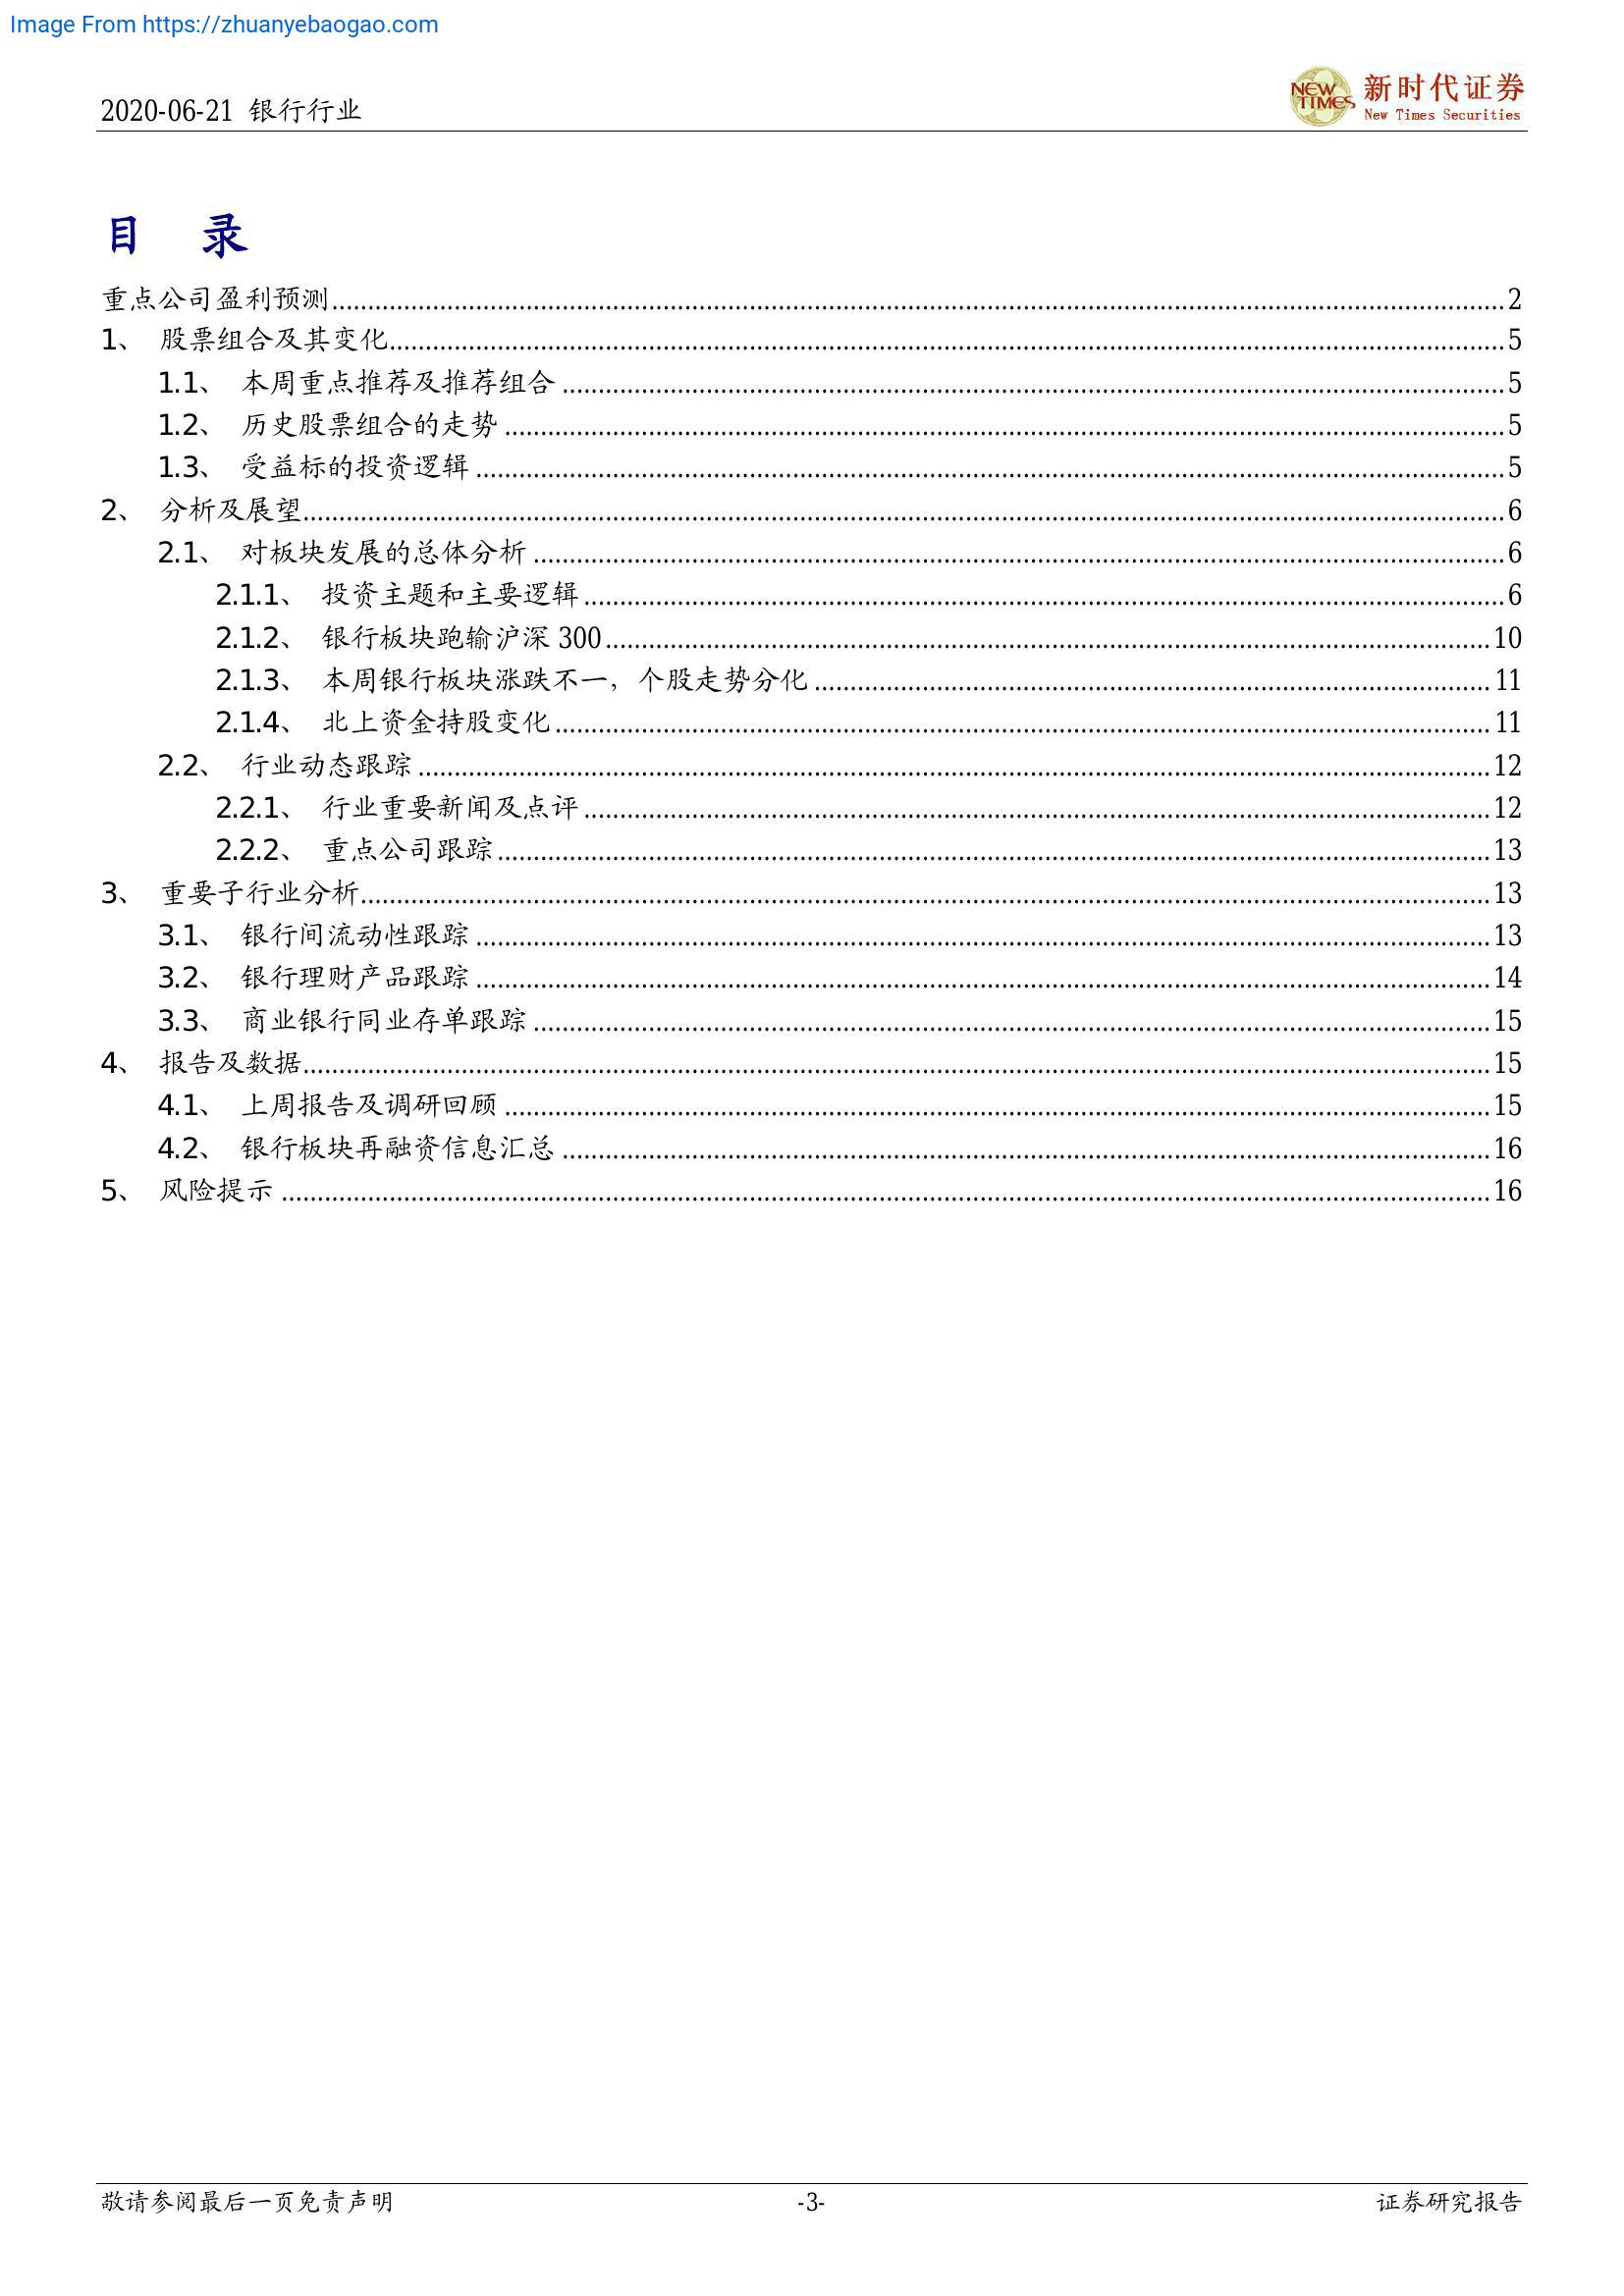 Image From https://zhuanyebaogao.com
2020-06-21 银行行业
NEW TIMES
新时代证券
New Times Securities
目 录
重点公司盈利预测 2
1、 股票组合及其变化 5
1.1、 本周重点推荐及推荐组合 5
1.2、 历史股票组合的走势 5
1.3、 受益标的投资逻辑 5
2、 分析及展望 6
2.1、 对板块发展的总体分析 6
2.1.1、 投资主题和主要逻辑 6
2.1.2、 银行板块跑输沪深 300 10
2.1.3、 本周银行板块涨跌不一，个股走势分化 11
2.1.4、 北上资金持股变化 11
2.2、 行业动态跟踪 12
2.2.1、 行业重要新闻及点评 12
2.2.2、 重点公司跟踪 13
3、 重要子行业分析 13
3.1、 银行间流动性跟踪 13
3.2、 银行理财产品跟踪 14
3.3、 商业银行同业存单跟踪 15
4、 报告及数据 15
4.1、 上周报告及调研回顾 15
4.2、 银行板块再融资信息汇总 16
5、 风险提示 16
敬请参阅最后一页免责声明 -3- 证券研究报告